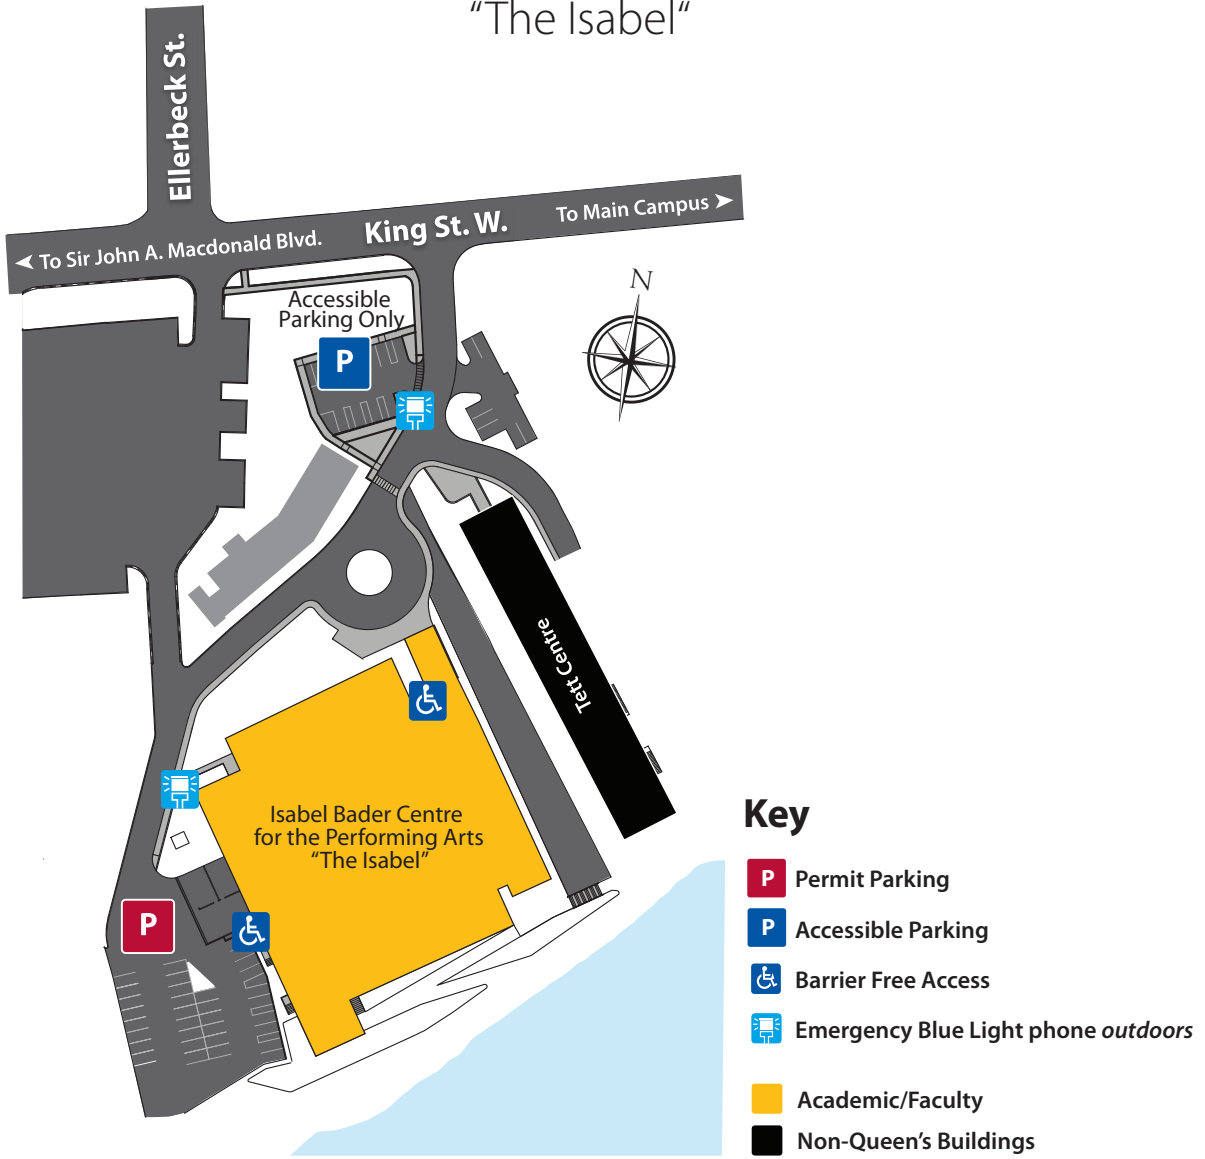 “The Isabel“
Ellerbeck St.
To Sir John A. Macdonald Blvd.
King St. W.
To Main Campus
Accessible
Parking Only
P
N
Tett Centre
Isabel Bader Centre
for the Performing Arts
“The Isabel”
P
Key
P Permit Parking
P Accessible Parking
Barrier Free Access
Emergency Blue Light phone outdoors
Academic/Faculty
Non-Queen’s Buildings